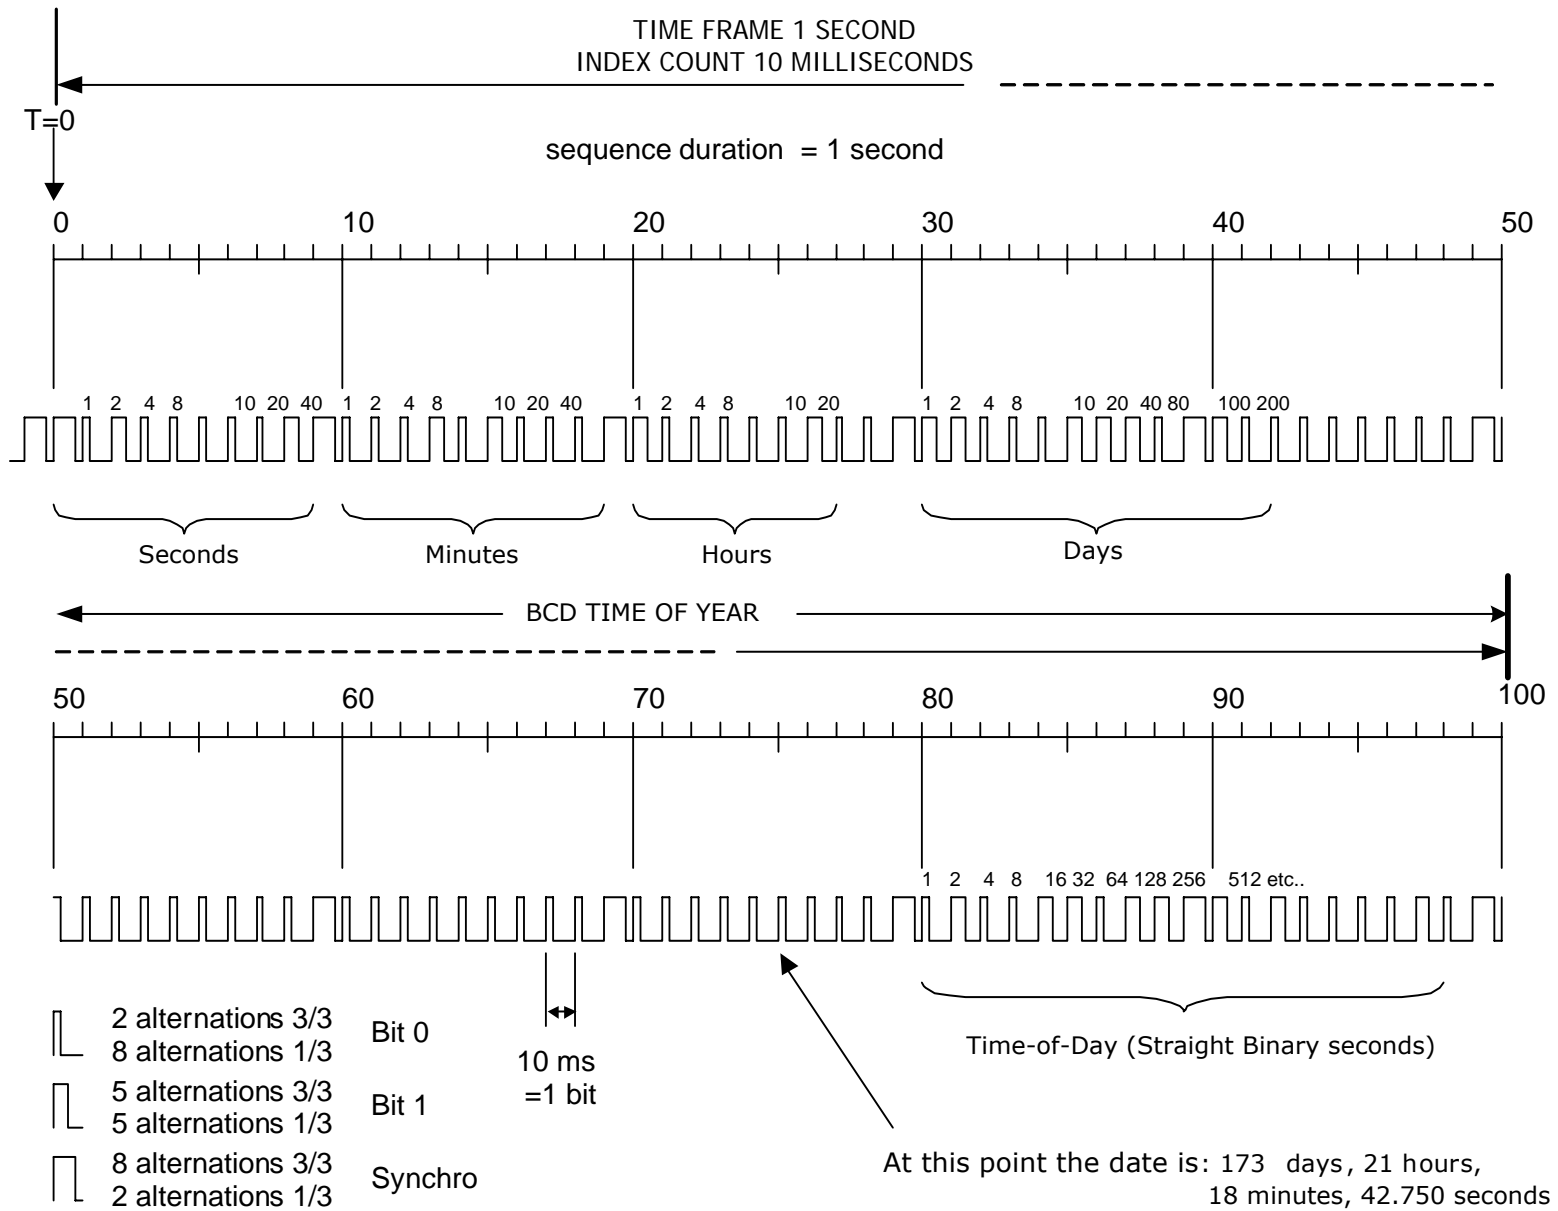 TIME FRAME 1 SECOND
INDEX COUNT 10 MILLISECONDS
T=0
sequence duration = 1 second
0 10 20 30 40 50
1 2 4 8 10 20 40 1 2 4 8 10 20 40 1 2 4 8 10 20 1 2 4 8 10 20 40 80 100 200
Seconds Minutes Hours Days
BCD TIME OF YEAR
50 60 70 80 90 100
1 2 4 8 16 32 64 128 256 512 etc..
2 alternations 3/3
8 alternations 1/3
Bit 0
5 alternations 3/3
5 alternations 1/3
Bit 1
8 alternations 3/3
2 alternations 1/3
Synchro
10 ms
=1 bit
Time-of-Day (Straight Binary seconds)
At this point the date is: 173 days, 21 hours,
18 minutes, 42.750 seconds